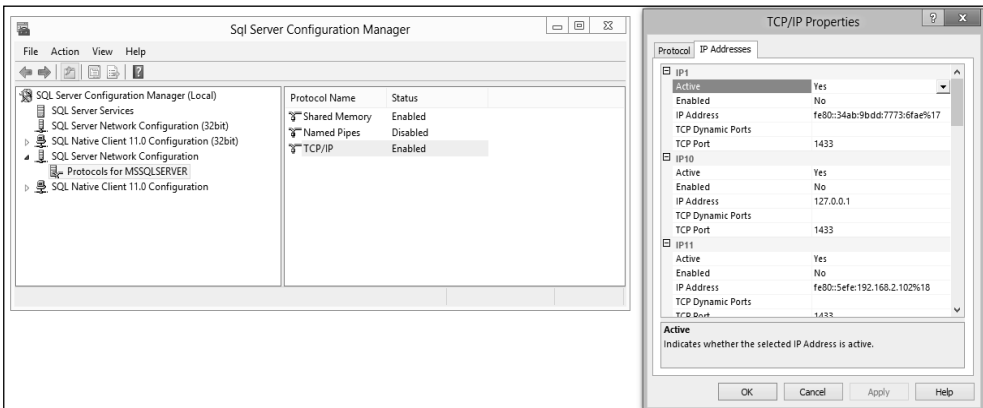 Sql Server Configuration Manager
File Action View Help
SQL Server Configuration Manager (Local)
SQL Server Services
SQL Server Network Configuration (32bit)
SQL Native Client 11.0 Configuration (32bit)
SQL Server Network Configuration
Protocols for MSSQLSERVER
SQL Native Client 11.0 Configuration
Protocol Name Status
Shared Memory Enabled
Named Pipes Disabled
TCP/IP Enabled
TCP/IP Properties
Protocol IP Addresses
IP1
Active Yes
Enabled No
IP Address fe80::34ab:9bdd:7773:6fae%17
TCP Dynamic Ports
TCP Port 1433
IP10
Active Yes
Enabled No
IP Address 127.0.0.1
TCP Dynamic Ports
TCP Port 1433
IP11
Active Yes
Enabled No
IP Address fe80::5efe:192.168.2.102%18
TCP Dynamic Ports
TCP Port 1433
Active
Indicates whether the selected IP Address is active.
OK Cancel Apply Help